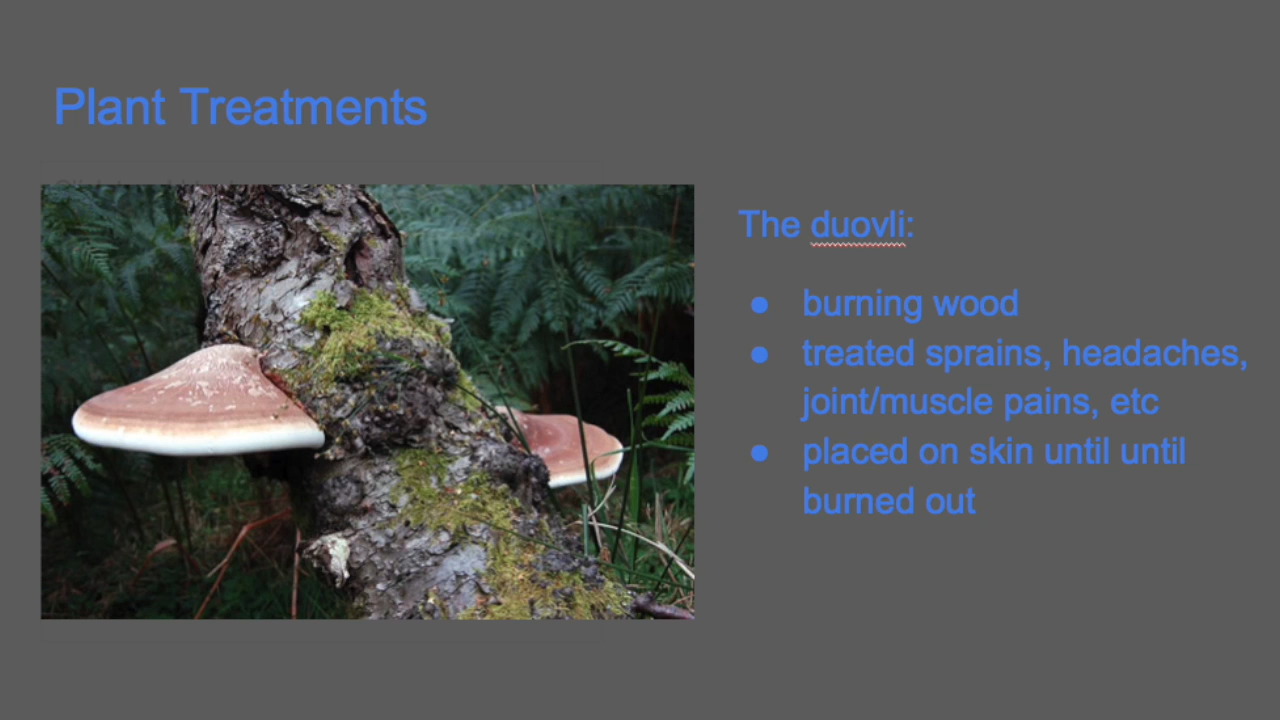 Plant Treatments
The duovli:
● burning wood
● treated sprains, headaches,
joint/muscle pains, etc
● placed on skin until until
burned out